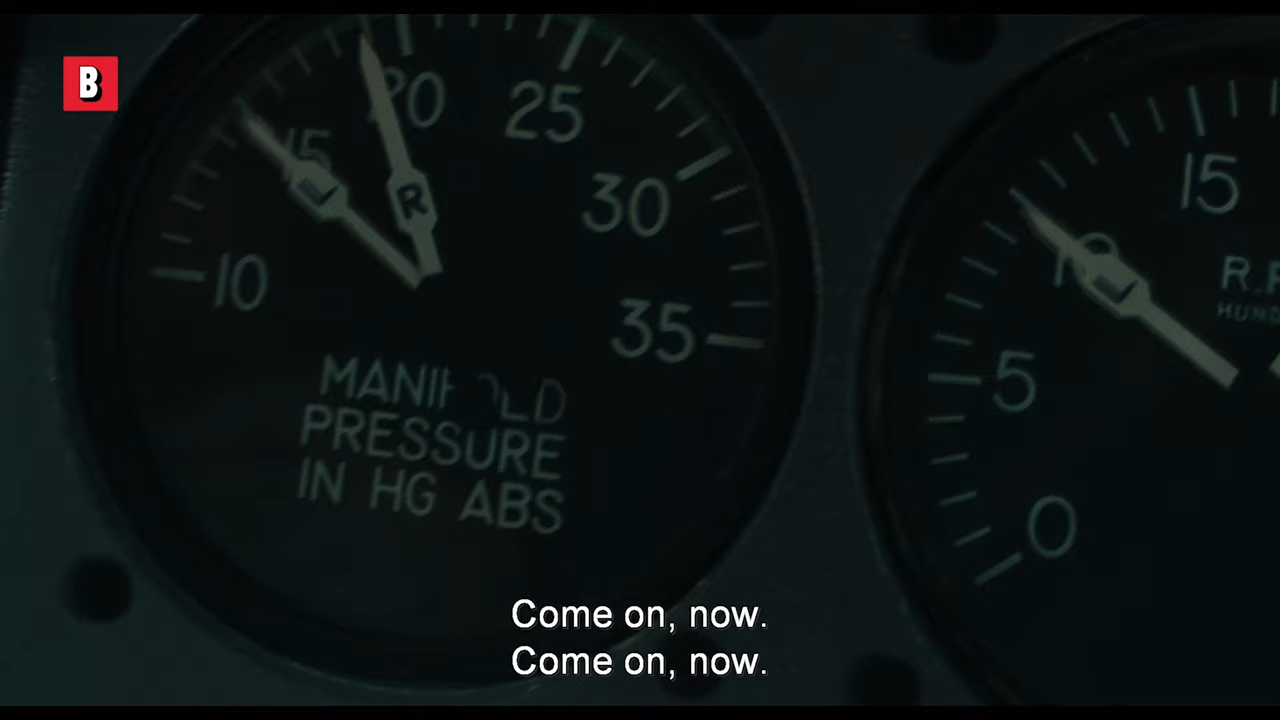 B
15
20
25
30
35
10
R
MANIFOLD
PRESSURE
IN HG ABS
15
10
5
0
Come on, now.
Come on, now.